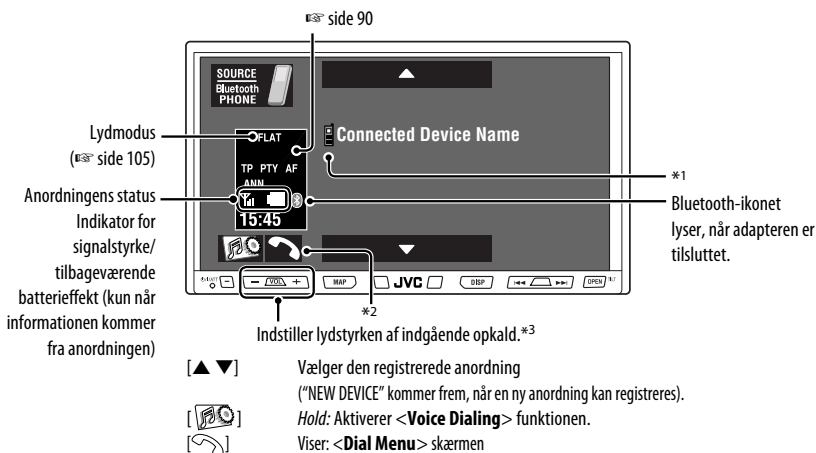 ☞ side 90
SOURCE
Bluetooth
PHONE
Lydmodus
(☞ side 105)
FLAT
Connected Device Name
TP PTY AF
ANN
*1
Anordningens status
Indikator for
signalstyrke/
tilbageværende
batterieffekt (kun når
informationen kommer
fra anordningen)
15:45
Bluetooth-ikonet
lyser, når adapteren er
tilsluttet.
– VOL + MAP JVC DISP OPEN TILT
*2
Indstiller lydstyrken af indgående opkald.*3
[▲ ▼] Vælger den registrerede anordning
("NEW DEVICE" kommer frem, når en ny anordning kan registreres).
[ ] Hold: Aktiverer <Voice Dialing> funktionen.
[ ] Viser: <Dial Menu> skærmen